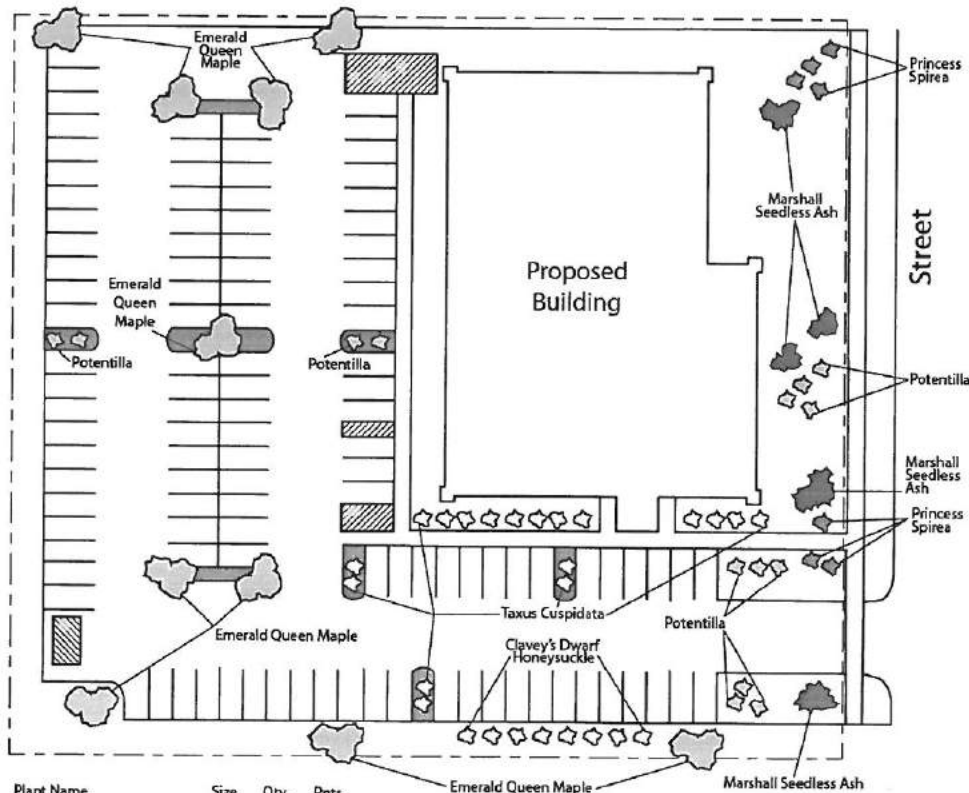 Emerald
Queen
Maple
Princess
Spirea
Marshall
Seedless Ash
Street
Proposed
Building
Emerald
Queen
Maple
Potentilla
Potentilla
Potentilla
Marshall
Seedless
Ash
Princess
Spirea
Taxus Cuspidata
Potentilla
Emerald Queen Maple
Clavey's Dwarf
Honeysuckle
Emerald Queen Maple
Marshall Seedless Ash
Plant Name Size Qty Pnts